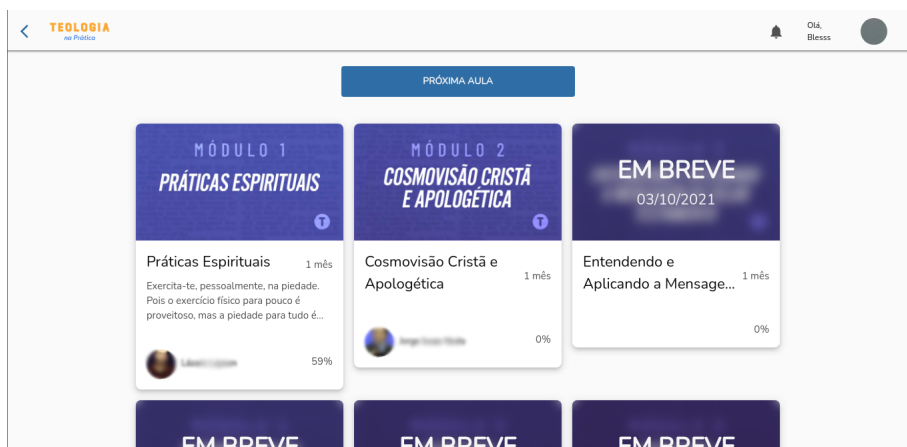 TEOLOGIA
na Prática
Olá,
Blesss
PRÓXIMA AULA
MÓDULO 1
PRÁTICAS ESPIRITUAIS
T
MÓDULO 2
COSMOVISÃO CRISTÃ
E APOLOGÉTICA
T
EM BREVE
03/10/2021
Práticas Espirituais
1 mês
Exercita-te, pessoalmente, na piedade.
Pois o exercício físico para pouco é
proveitoso, mas a piedade para tudo é...
59%
Cosmovisão Cristã e
Apologética
1 mês
0%
Entendendo e
Aplicando a Mensage...
1 mês
0%
EM BREVE
EM BREVE
EM BREVE